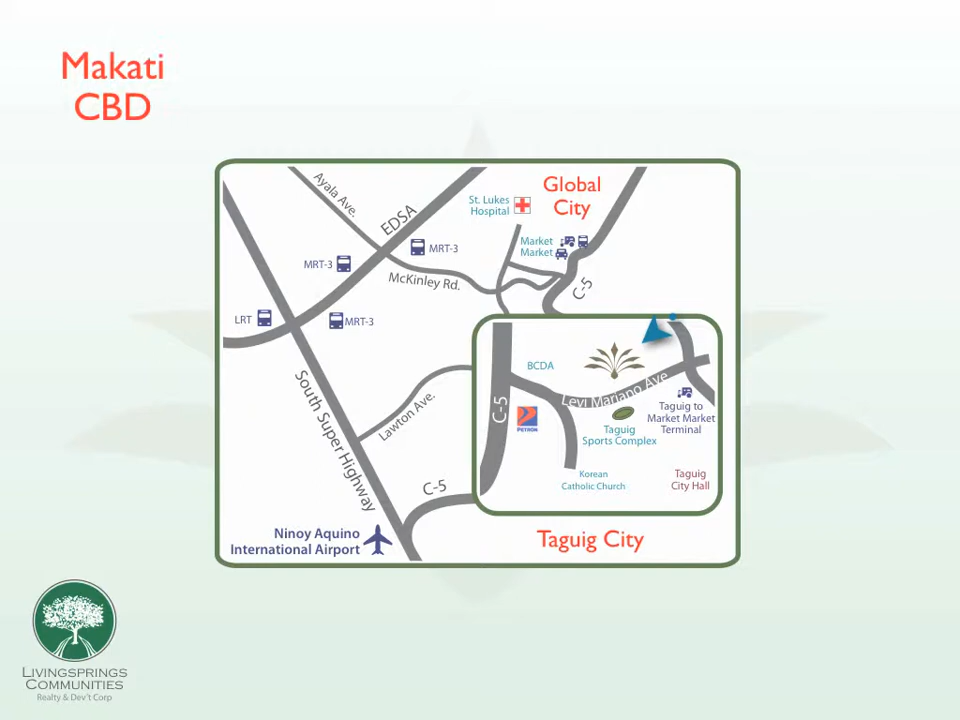 Makati
CBD
Ayala Ave.
EDSA
St. Lukes
Hospital
Global
City
Market
Market
MRT-3
MRT-3
McKinley Rd.
C-5
LRT
MRT-3
BCDA
Levi Mariano Ave.
C-5
PETRON
Taguig
Sports Complex
Taguig to
Market Market
Terminal
South Super Highway
Lawton Ave.
Korean
Catholic Church
Taguig
City Hall
C-5
Ninoy Aquino
International Airport
Taguig City
LIVINGSPRINGS
COMMUNITIES
Realty & Dev't Corp